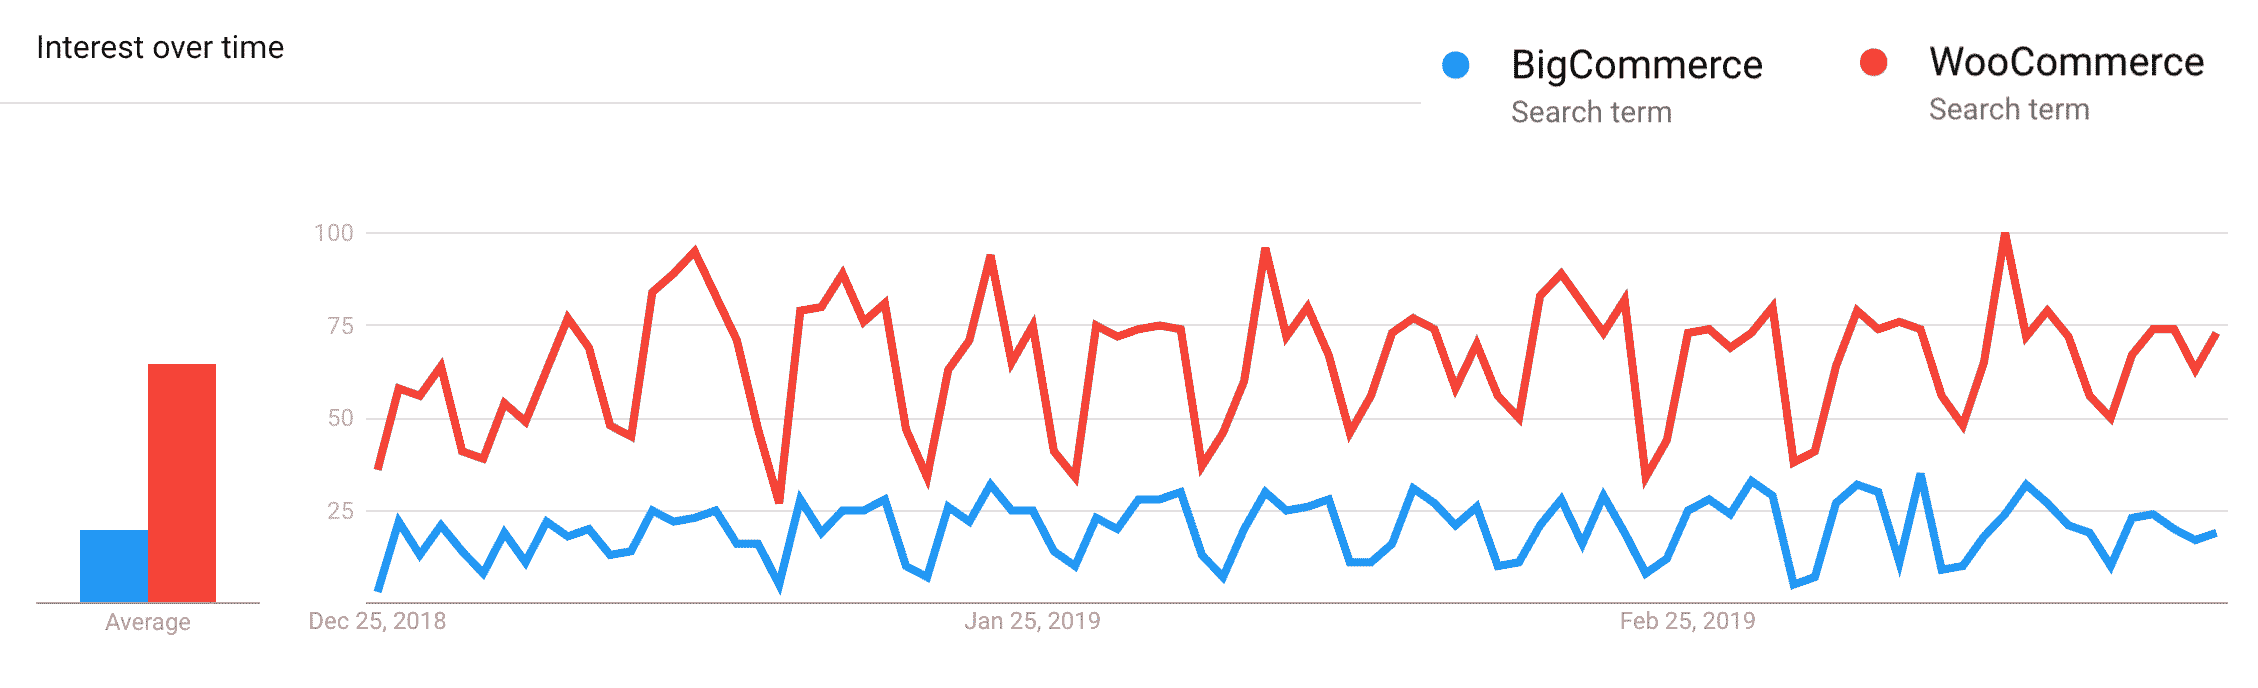 Interest over time
BigCommerce
Search term
WooCommerce
Search term
100
75
50
25
Average
Dec 25, 2018
Jan 25, 2019
Feb 25, 2019